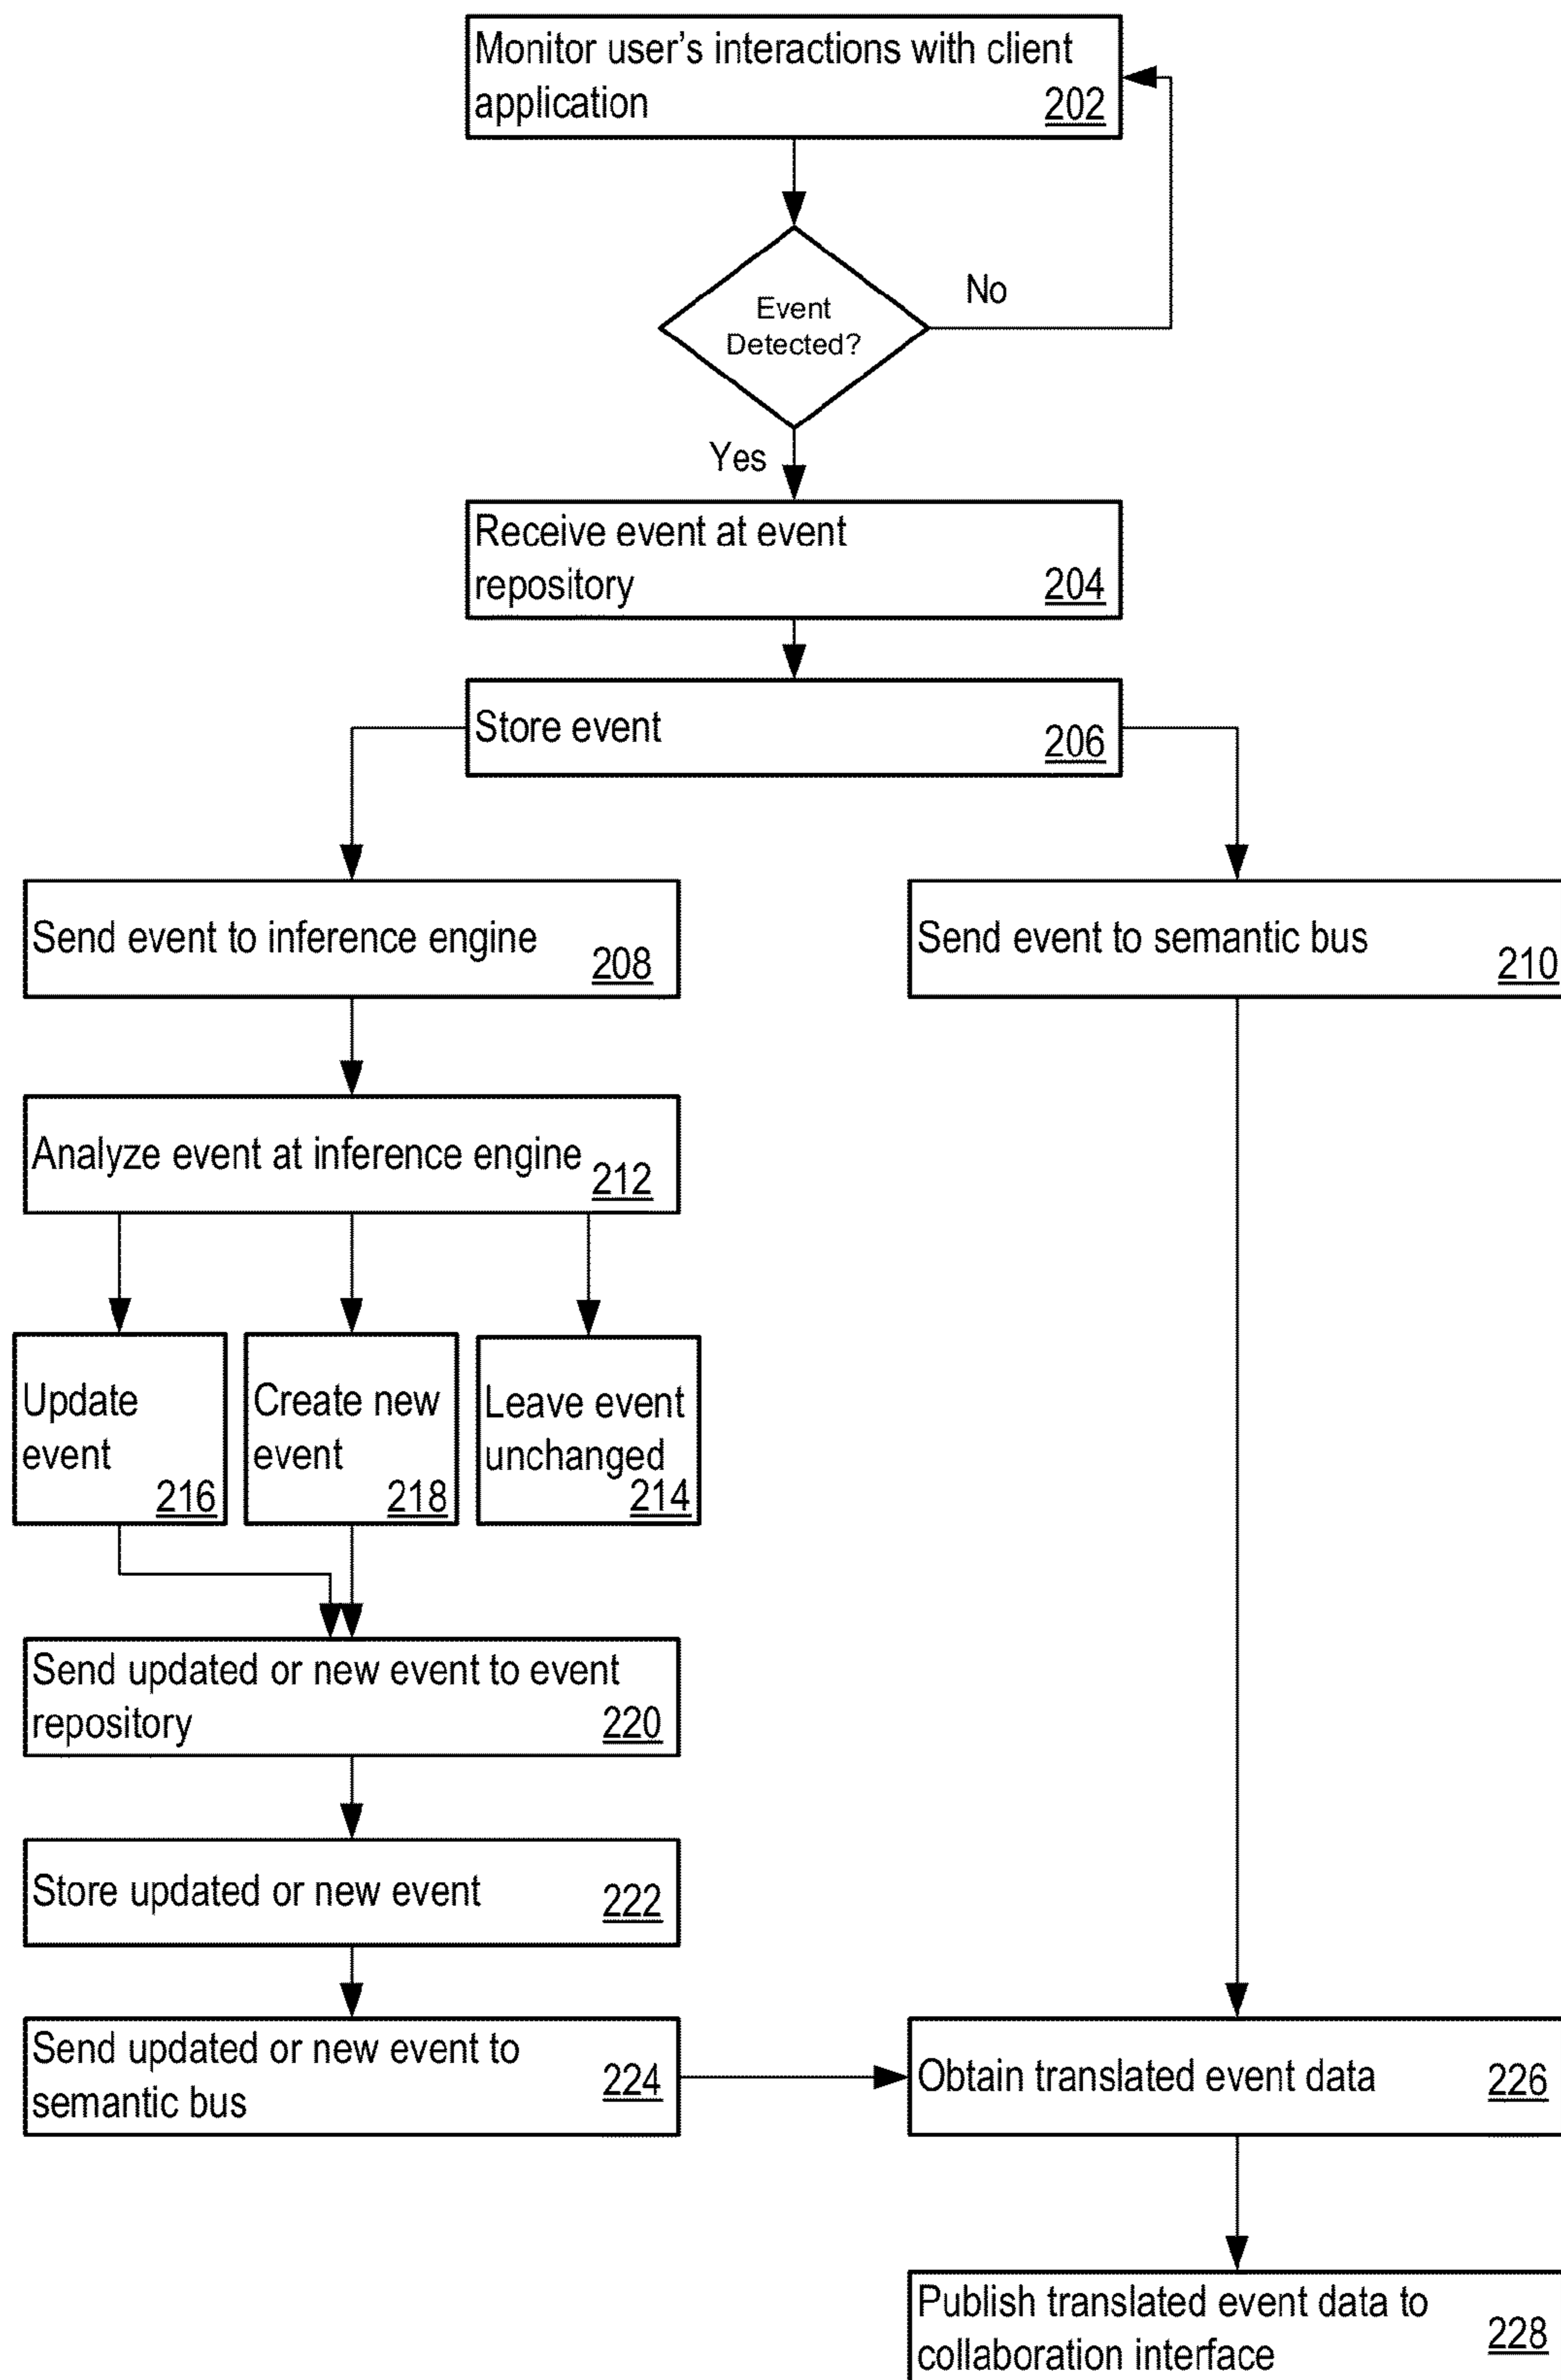 Monitor user's interactions with client
application
202
Event
Detected?
No
Yes
Receive event at event
repository
204
Store event
206
Send event to inference engine
208
Send event to semantic bus
210
Analyze event at inference engine
212
Update
event
216
Create new
event
218
Leave event
unchanged
214
Send updated or new event to event
repository
220
Store updated or new event
222
Send updated or new event to
semantic bus
224
Obtain translated event data
226
Publish translated event data to
collaboration interface
228